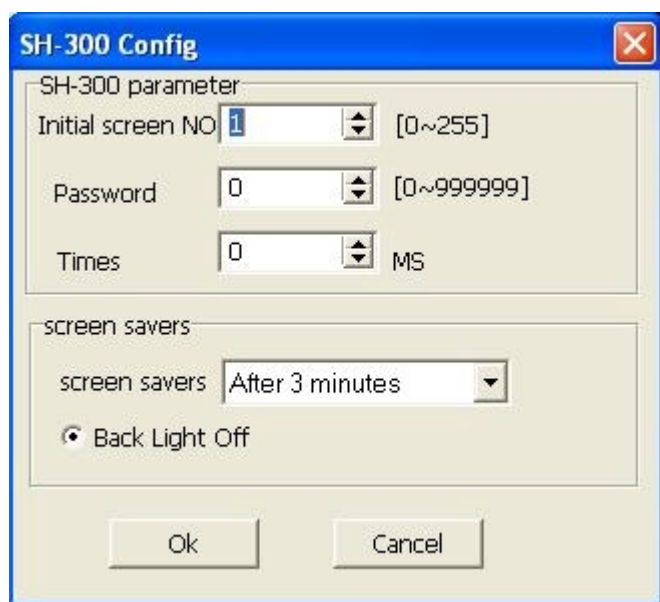 SH-300 Config
SH-300 parameter
Initial screen NO 1 [0~255]
Password 0 [0~999999]
Times 0 MS
screen savers
screen savers After 3 minutes
Back Light Off
Ok Cancel